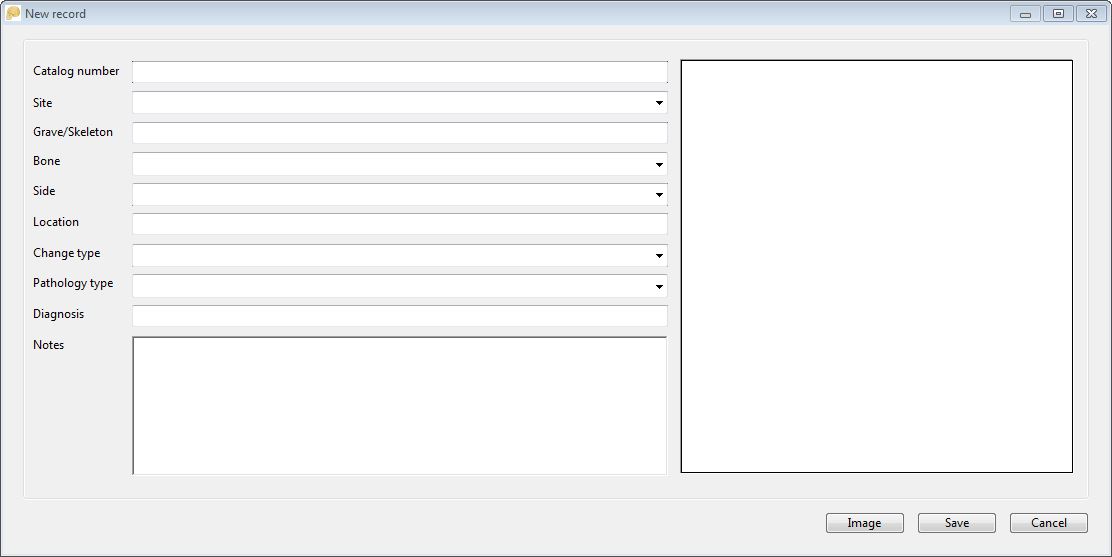 New record
Catalog number
Site
Grave/Skeleton
Bone
Side
Location
Change type
Pathology type
Diagnosis
Notes
Image Save Cancel